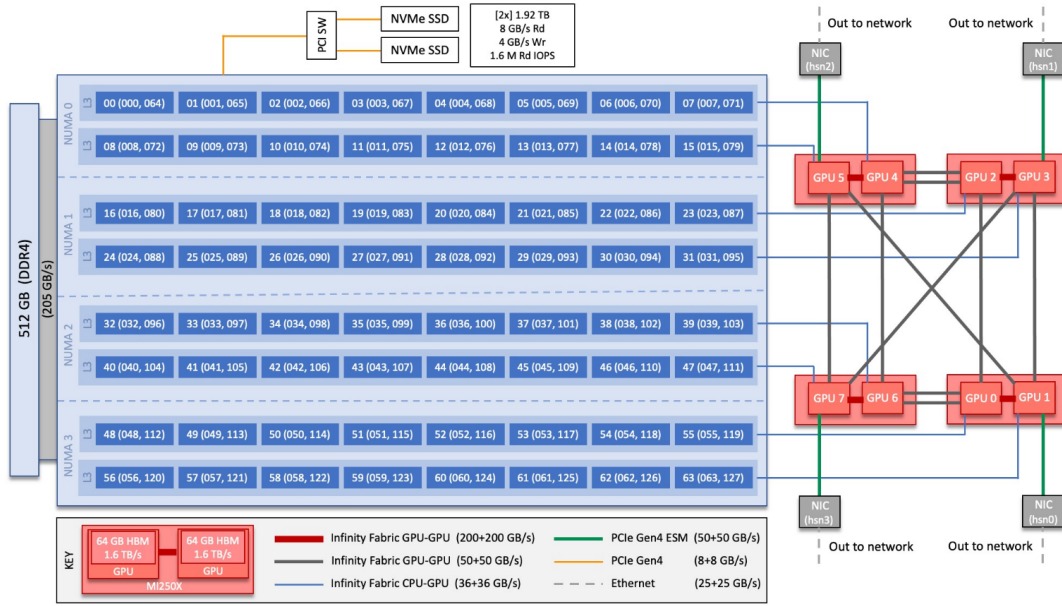 Out to network
Out to network
PCI SW
NVMe SSD
NVMe SSD
[2x] 1.92 TB
8 GB/s Rd
4 GB/s Wr
1.6 M Rd IOPS
NIC
(hsn2)
NIC
(hsn1)
512 GB (DDR4)
(205 GB/s)
NUMA 0
L3
00 (000, 064)
01 (001, 065)
02 (002, 066)
03 (003, 067)
04 (004, 068)
05 (005, 069)
06 (006, 070)
07 (007, 071)
L3
08 (008, 072)
09 (009, 073)
10 (010, 074)
11 (011, 075)
12 (012, 076)
13 (013, 077)
14 (014, 078)
15 (015, 079)
NUMA 1
L3
16 (016, 080)
17 (017, 081)
18 (018, 082)
19 (019, 083)
20 (020, 084)
21 (021, 085)
22 (022, 086)
23 (023, 087)
L3
24 (024, 088)
25 (025, 089)
26 (026, 090)
27 (027, 091)
28 (028, 092)
29 (029, 093)
30 (030, 094)
31 (031, 095)
NUMA 2
L3
32 (032, 096)
33 (033, 097)
34 (034, 098)
35 (035, 099)
36 (036, 100)
37 (037, 101)
38 (038, 102)
39 (039, 103)
L3
40 (040, 104)
41 (041, 105)
42 (042, 106)
43 (043, 107)
44 (044, 108)
45 (045, 109)
46 (046, 110)
47 (047, 111)
NUMA 3
L3
48 (048, 112)
49 (049, 113)
50 (050, 114)
51 (051, 115)
52 (052, 116)
53 (053, 117)
54 (054, 118)
55 (055, 119)
L3
56 (056, 120)
57 (057, 121)
58 (058, 122)
59 (059, 123)
60 (060, 124)
61 (061, 125)
62 (062, 126)
63 (063, 127)
GPU 5
GPU 4
GPU 2
GPU 3
GPU 7
GPU 6
GPU 0
GPU 1
NIC
(hsn3)
NIC
(hsn0)
Out to network
Out to network
KEY
64 GB HBM
1.6 TB/s
GPU
64 GB HBM
1.6 TB/s
GPU
MI250X
Infinity Fabric GPU-GPU (200+200 GB/s)
Infinity Fabric GPU-GPU (50+50 GB/s)
Infinity Fabric CPU-GPU (36+36 GB/s)
PCIe Gen4 ESM (50+50 GB/s)
PCIe Gen4 (8+8 GB/s)
Ethernet (25+25 GB/s)